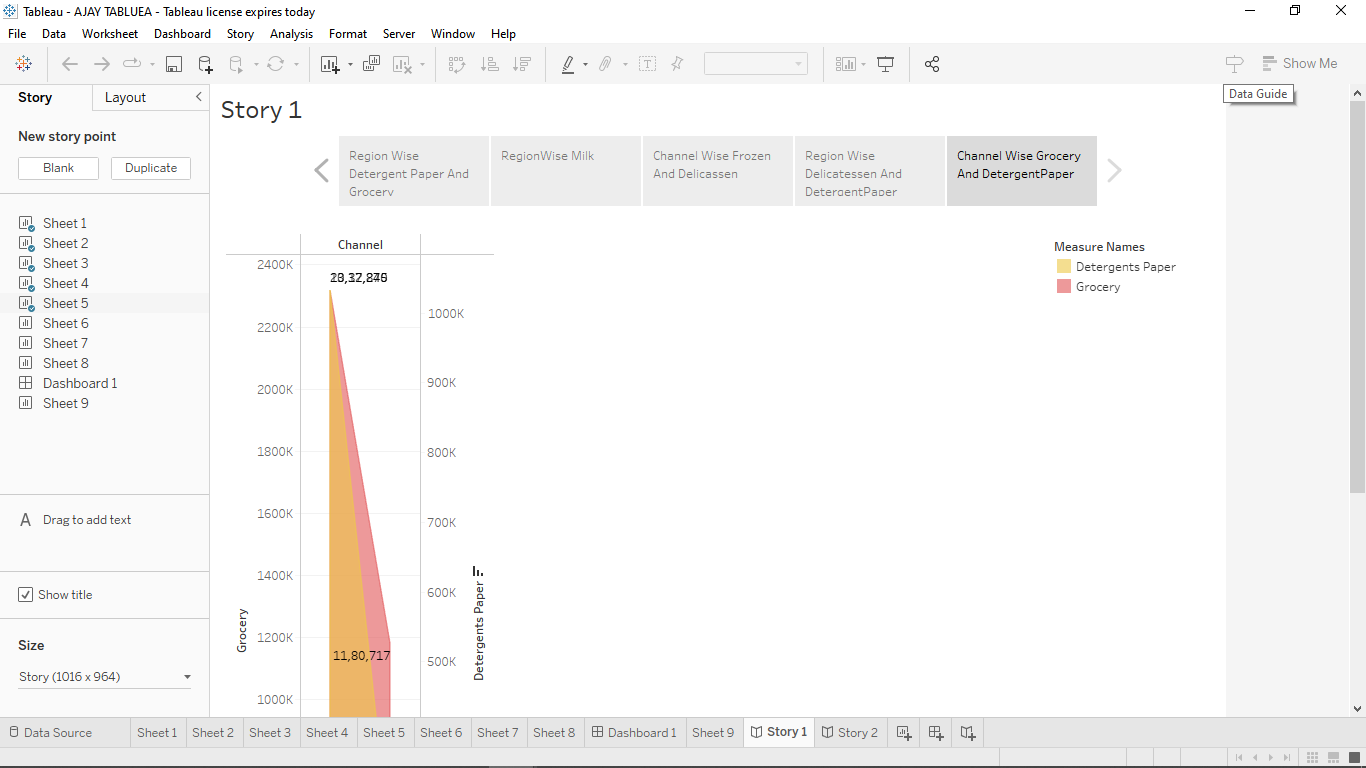 Tableau - AJAY TABLUEA - Tableau license expires today
File Data Worksheet Dashboard Story Analysis Format Server Window Help
Show Me
Data Guide
Story Layout
New story point
Blank Duplicate
Sheet 1
Sheet 2
Sheet 3
Sheet 4
Sheet 5
Sheet 6
Sheet 7
Sheet 8
Dashboard 1
Sheet 9
A Drag to add text
Show title
Size
Story (1016 x 964)
Story 1
Region Wise
Detergent Paper And
Grocery
RegionWise Milk
Channel Wise Frozen
And Delicassen
Region Wise
Delicatessen And
DetergentPaper
Channel Wise Grocery
And DetergentPaper
Channel
2400K
2200K
2000K
1800K
1600K
1400K
1200K
1000K
Grocery
11,80,717
1000K
900K
800K
700K
600K
500K
Detergents Paper
Measure Names
Detergents Paper
Grocery
Data Source Sheet 1 Sheet 2 Sheet 3 Sheet 4 Sheet 5 Sheet 6 Sheet 7 Sheet 8 Dashboard 1 Sheet 9 Story 1 Story 2